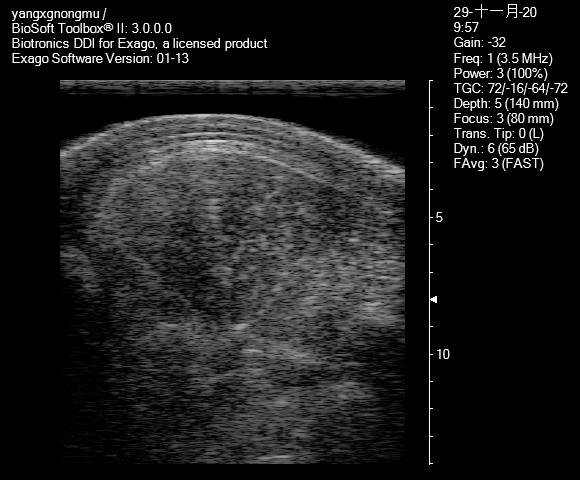 yangxgnongmu /
BioSoft Toolbox® II: 3.0.0.0
Biotronics DDI for Exago, a licensed product
Exago Software Version: 01-13
29-十一月-20
9:57
Gain: -32
Freq: 1 (3.5 MHz)
Power: 3 (100%)
TGC: 72/-16/-64/-72
Depth: 5 (140 mm)
Focus: 3 (80 mm)
Trans. Tip: 0 (L)
Dyn.: 6 (65 dB)
FAvg: 3 (FAST)
5
10